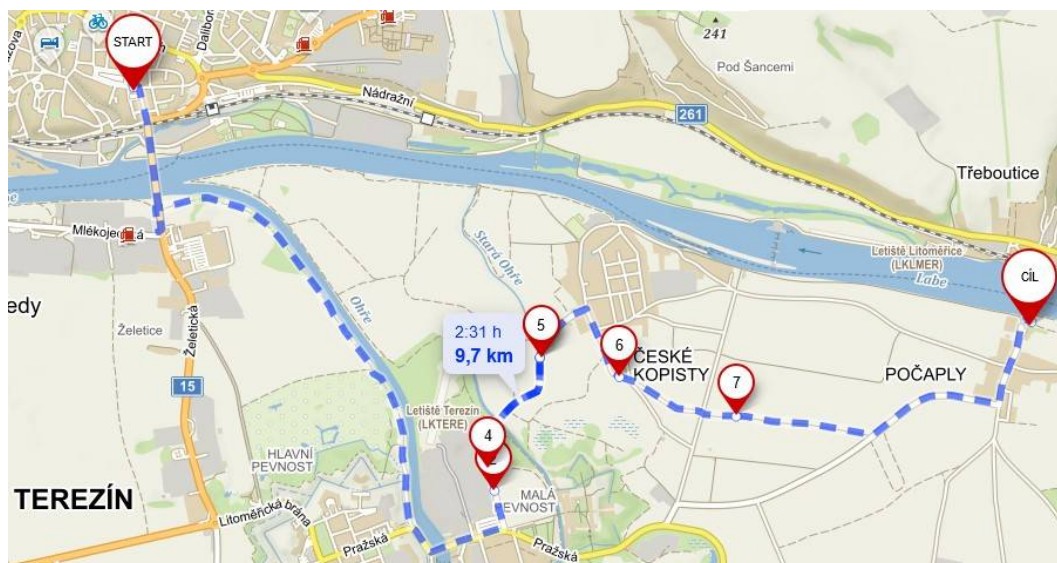 START
Dalibor
241
Pod Šancemi
Nádražní
261
Třeboutice
Mlékojedská
Letiště Litoměřice
(LKLMER)
Labe
CÍL
edy
Želetice
Želetická
Ohře
Stará Ohře
15
2:31 h
9,7 km
5
6
ČESKÉ
KOPISTY
7
POČAPLY
Letiště Terezín
(LKTERE)
4
HLAVNÍ
PEVNOST
MALÁ
EVNOST
TEREZÍN
Litoměřická brána
Pražská
Pražská